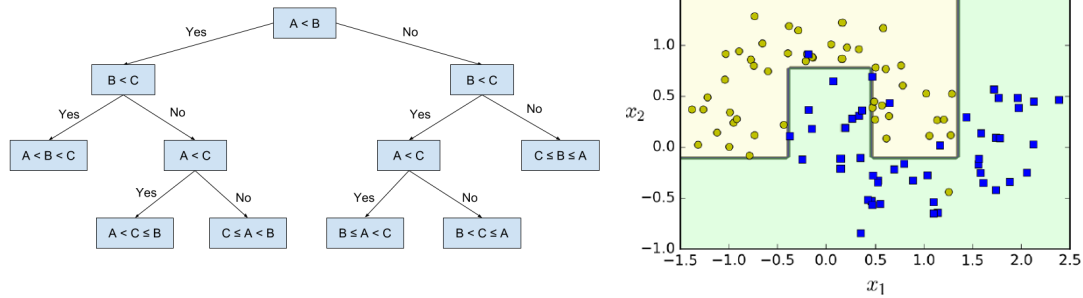 A < B
Yes
No
B < C
B < C
Yes
No
Yes
No
A < B < C
A < C
A < C
C ≤ B ≤ A
Yes
No
Yes
No
A < C ≤ B
C ≤ A < B
B ≤ A < C
B < C ≤ A
1.0
0.5
0.0
−0.5
−1.0
x₂
−1.5
−1.0
−0.5
0.0
0.5
1.0
1.5
2.0
2.5
x₁